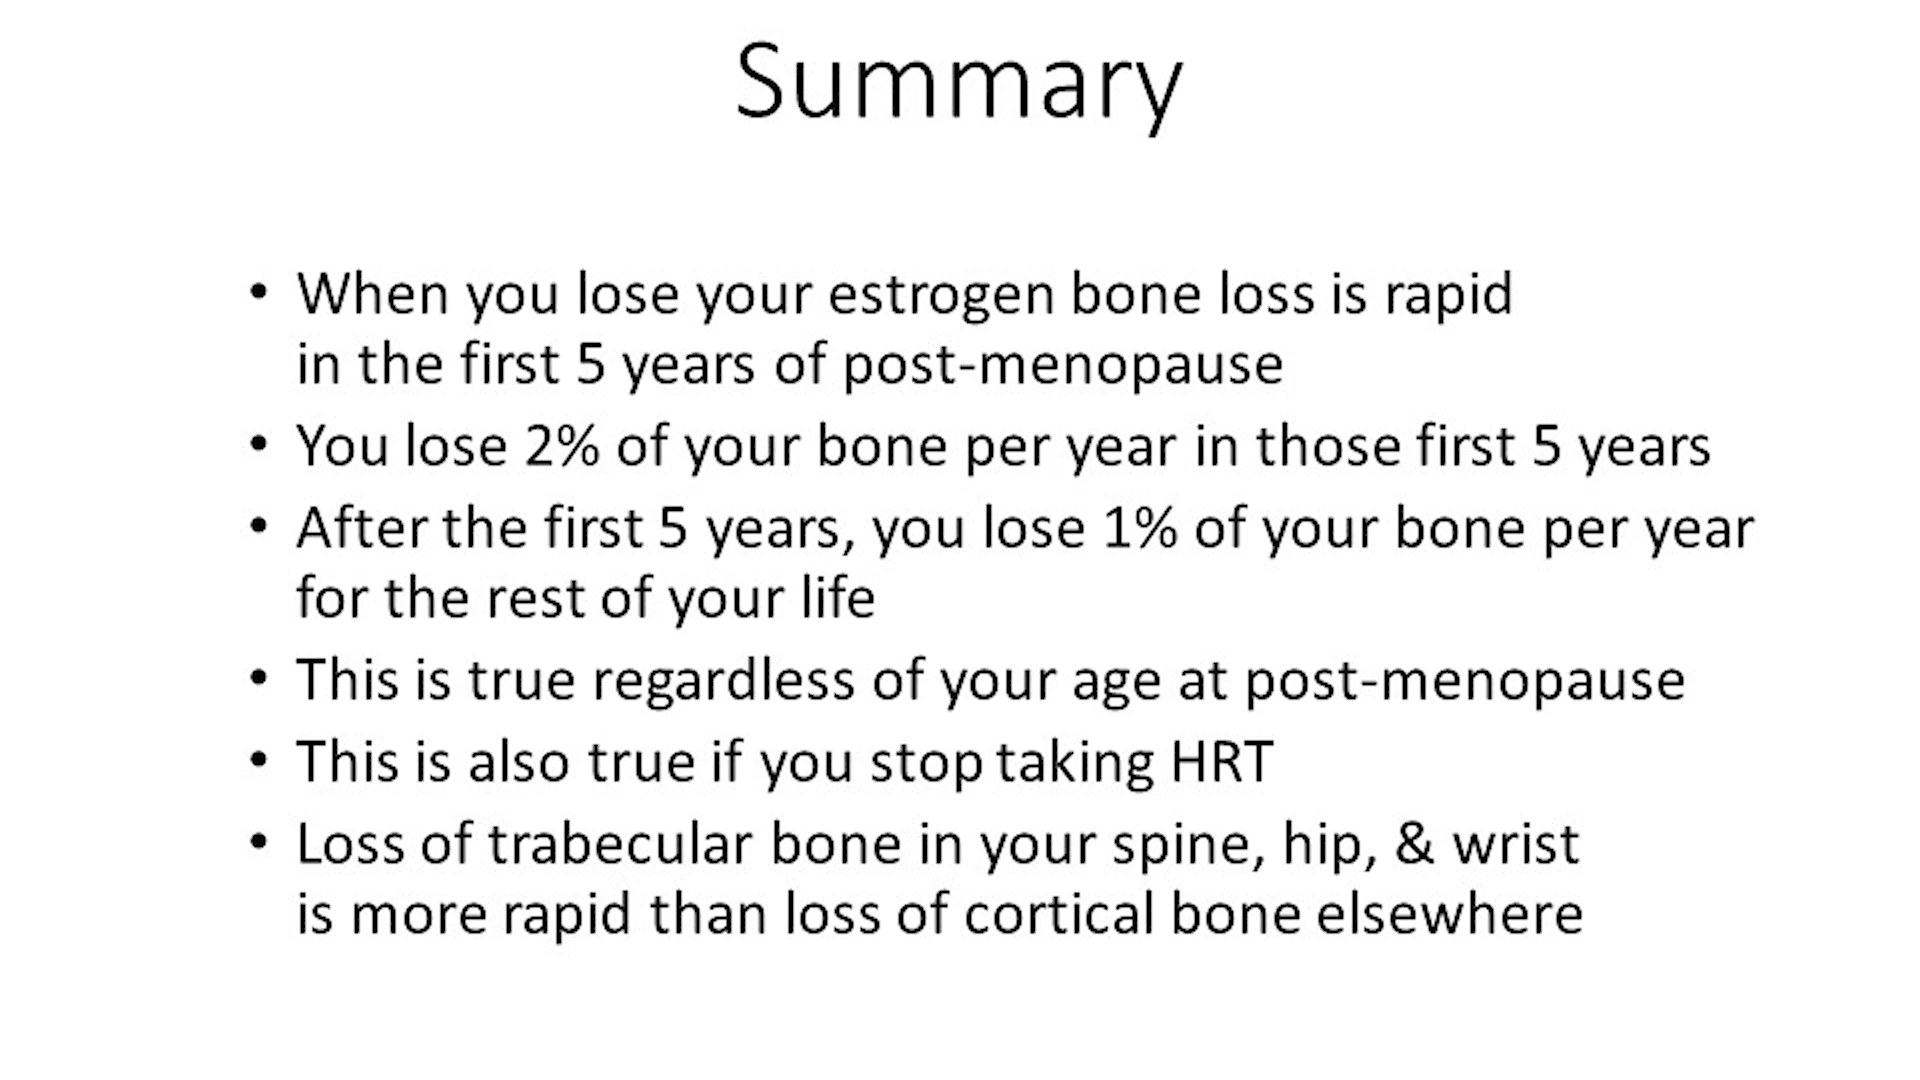 Summary
• When you lose your estrogen bone loss is rapid
in the first 5 years of post-menopause
• You lose 2% of your bone per year in those first 5 years
• After the first 5 years, you lose 1% of your bone per year
for the rest of your life
• This is true regardless of your age at post-menopause
• This is also true if you stop taking HRT
• Loss of trabecular bone in your spine, hip, & wrist
is more rapid than loss of cortical bone elsewhere